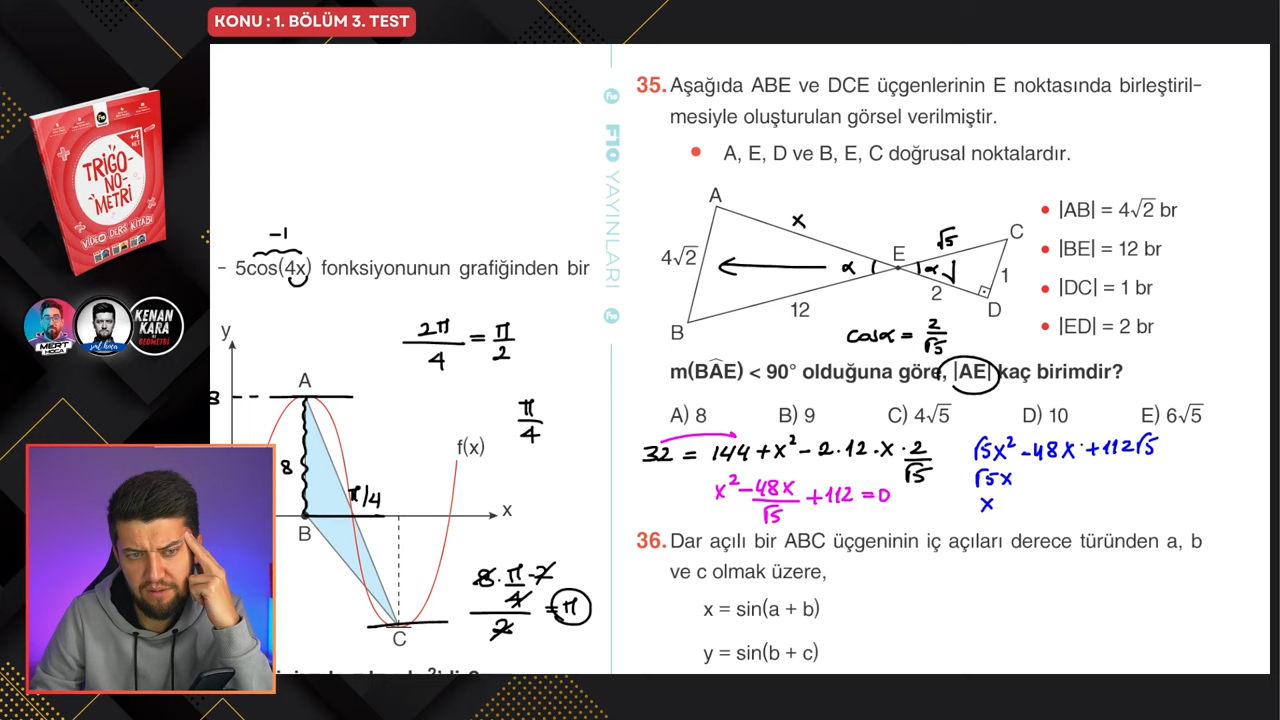 KONU : 1. BÖLÜM 3. TEST
+4 NET
TRİGO-
NO-
METRİ
VİDEO DERS KİTABI
MERT HOCA
KENAN KARA
GEOMETRİ
F10 YAYINLARI
-1
- 5cos(4x) fonksiyonunun grafiğinden bir
2π/4 = π/2
π/4
y
8
A
8
f(x)
π/4
x
B
8·π/4·2/2 = π
C
35. Aşağıda ABE ve DCE üçgenlerinin E noktasında birleştiril-
mesiyle oluşturulan görsel verilmiştir.
• A, E, D ve B, E, C doğrusal noktalardır.
A
x
√5
C
4√2
α
E
α
1
2
D
12
B
• |AB| = 4√2 br
• |BE| = 12 br
• |DC| = 1 br
• |ED| = 2 br
cosα = 2/√5
m(BAE) < 90° olduğuna göre, |AE| kaç birimdir?
A) 8 B) 9 C) 4√5 D) 10 E) 6√5
32 = 144 + x² - 2·12·x·2/√5
x² - 48x/√5 + 112 = 0
√5x² - 48x + 112√5
√5x
x
36. Dar açılı bir ABC üçgeninin iç açıları derece türünden a, b
ve c olmak üzere,
x = sin(a + b)
y = sin(b + c)